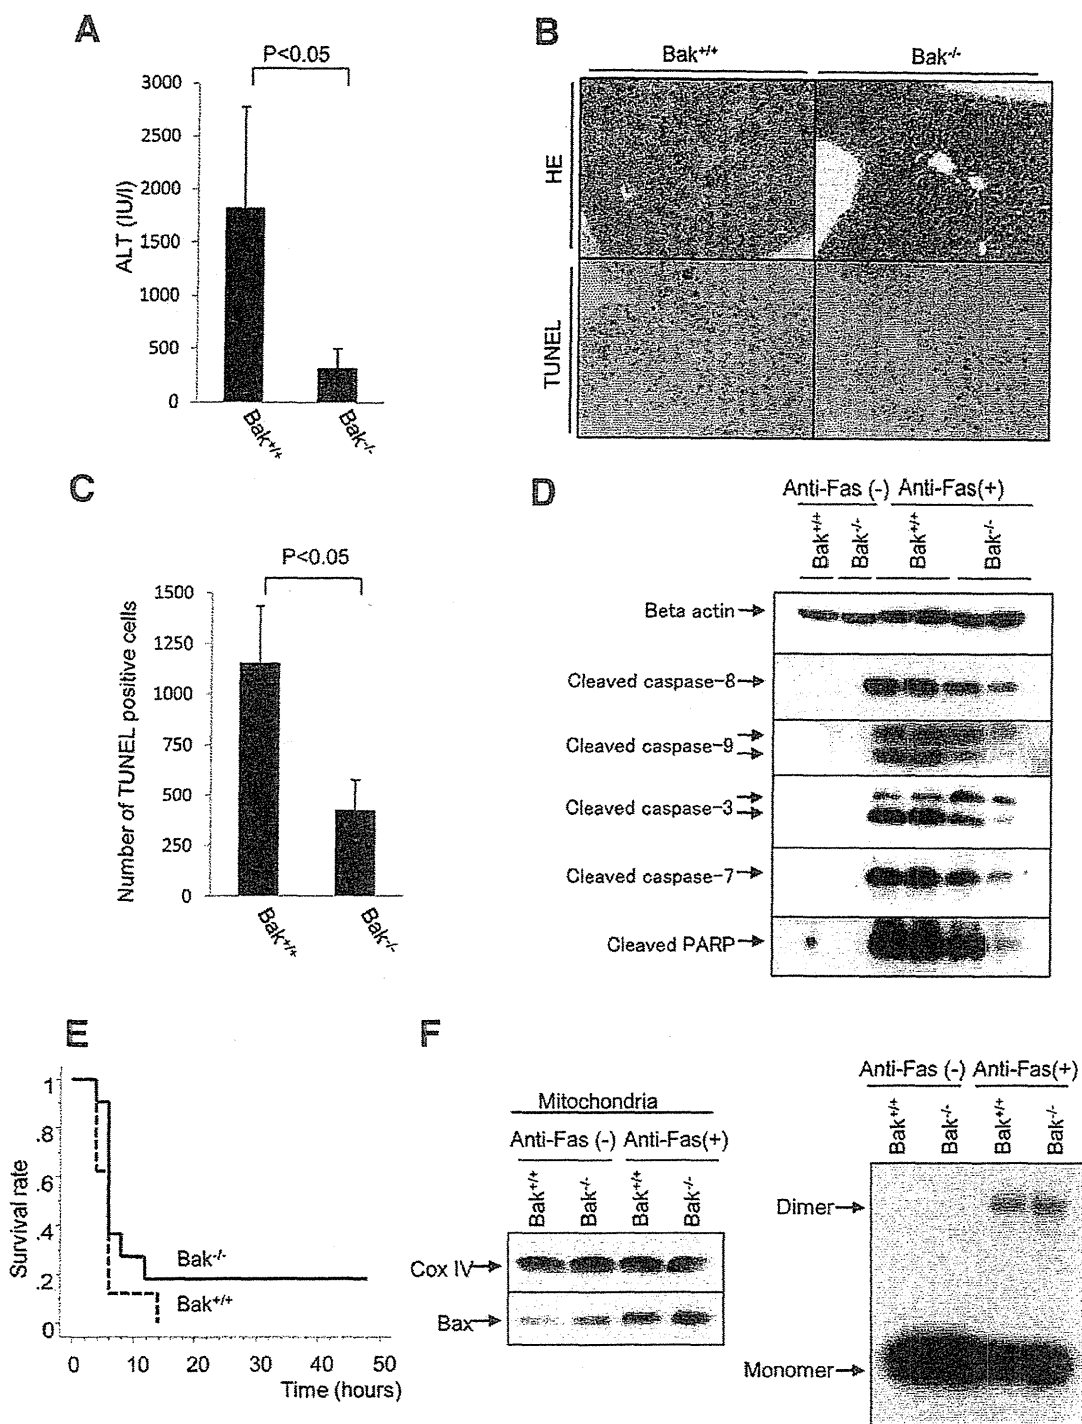 A
P<0.05
3000
2500
2000
1500
1000
500
0
ALT (IU/l)
Bak+/+
Bak-/-
B
Bak+/+
Bak-/-
HE
TUNEL
C
P<0.05
1500
1250
1000
750
500
250
0
Number of TUNEL positive cells
Bak+/+
Bak-/-
D
Anti-Fas (-) Anti-Fas(+)
Bak+/+
Bak-/-
Bak+/+
Bak-/-
Beta actin
Cleaved caspase-8
Cleaved caspase-9
Cleaved caspase-3
Cleaved caspase-7
Cleaved PARP
E
1
.8
.6
.4
.2
0
Survival rate
Bak-/-
Bak+/+
0 10 20 30 40 50
Time (hours)
F
Mitochondria
Anti-Fas (-) Anti-Fas(+)
Bak+/+
Bak-/-
Bak+/+
Bak-/-
Cox IV
Bax
Anti-Fas (-) Anti-Fas(+)
Bak+/+
Bak-/-
Bak+/+
Bak-/-
Dimer
Monomer